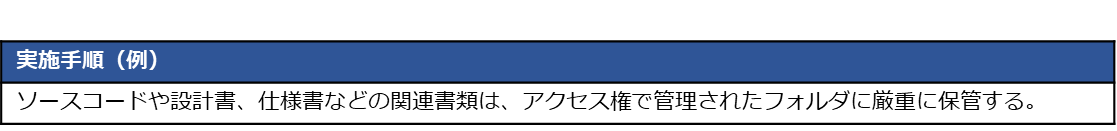 実施手順（例）
ソースコードや設計書、仕様書などの関連書類は、アクセス権で管理されたフォルダに厳重に保管する。